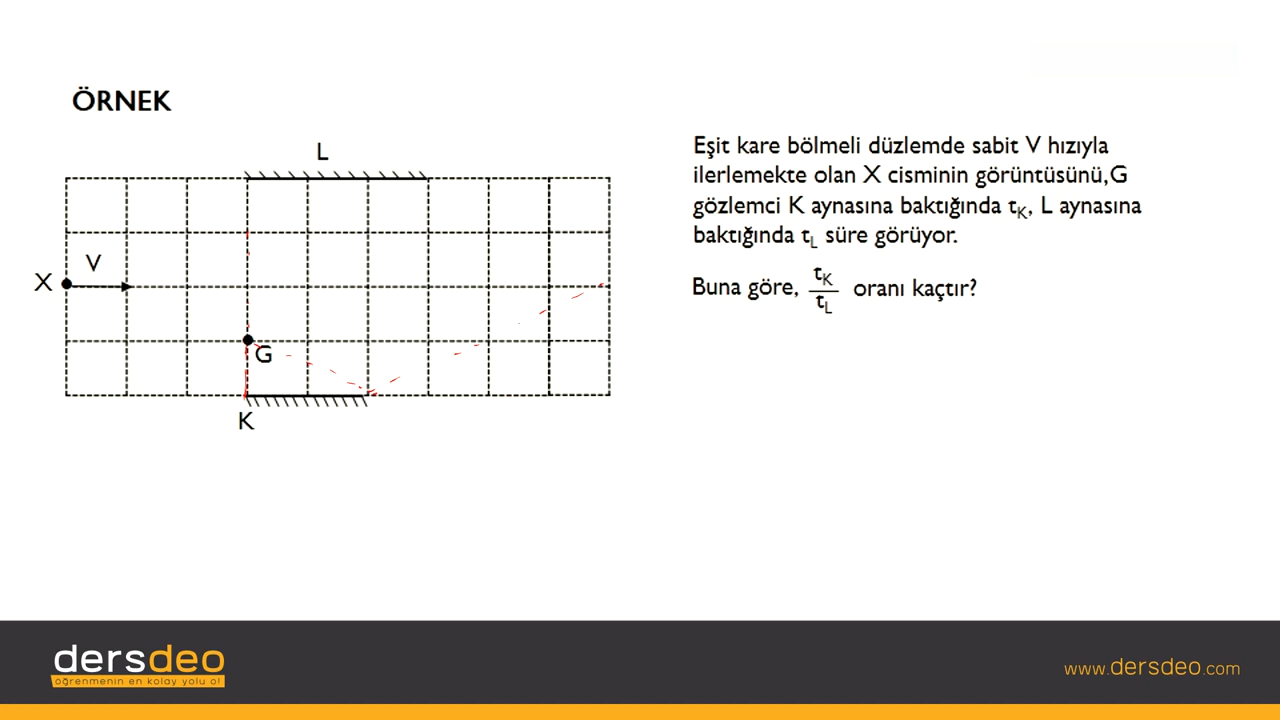 ÖRNEK
L
X
V
G
K
Eşit kare bölmeli düzlemde sabit V hızıyla
ilerlemekte olan X cisminin görüntüsünü,G
gözlemci K aynasına baktığında tK, L aynasına
baktığında tL süre görüyor.
Buna göre, tK/tL oranı kaçtır?
dersdeo
öğrenmenin en kolay yolu o!
www.dersdeo.com